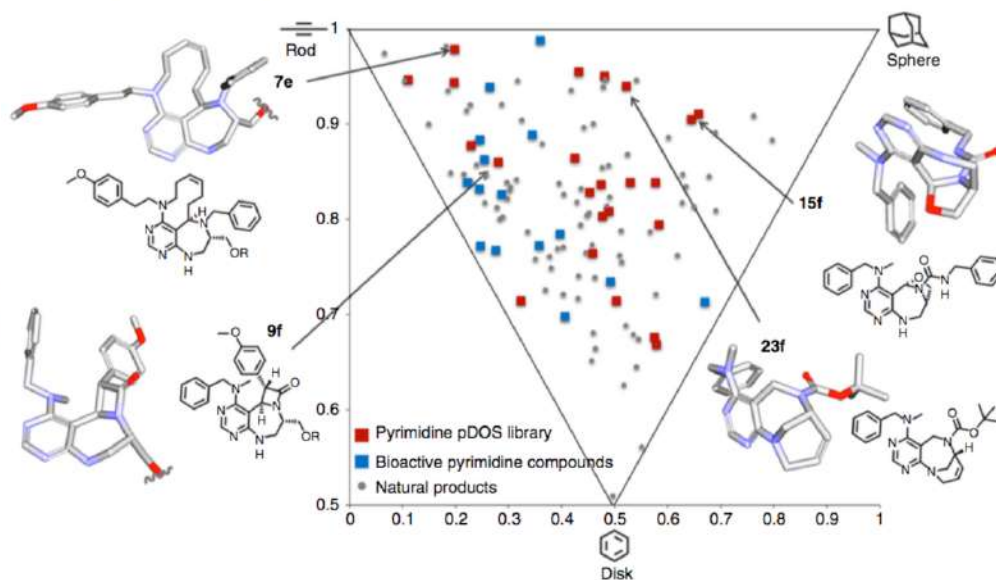 1
Rod
7e
Sphere
0.9
15f
0.8
9f
0.7
23f
0.6
Pyrimidine pDOS library
Bioactive pyrimidine compounds
Natural products
0.5
0 0.1 0.2 0.3 0.4 0.5 0.6 0.7 0.8 0.9 1
Disk
O
N
H
N
H
N
N
N
H
OR
O
O
N
H
N
H
N
N
N
H
OR
N
O
N
O
N
H
N
N
N
H
N
O
N
O
H
N
N
N